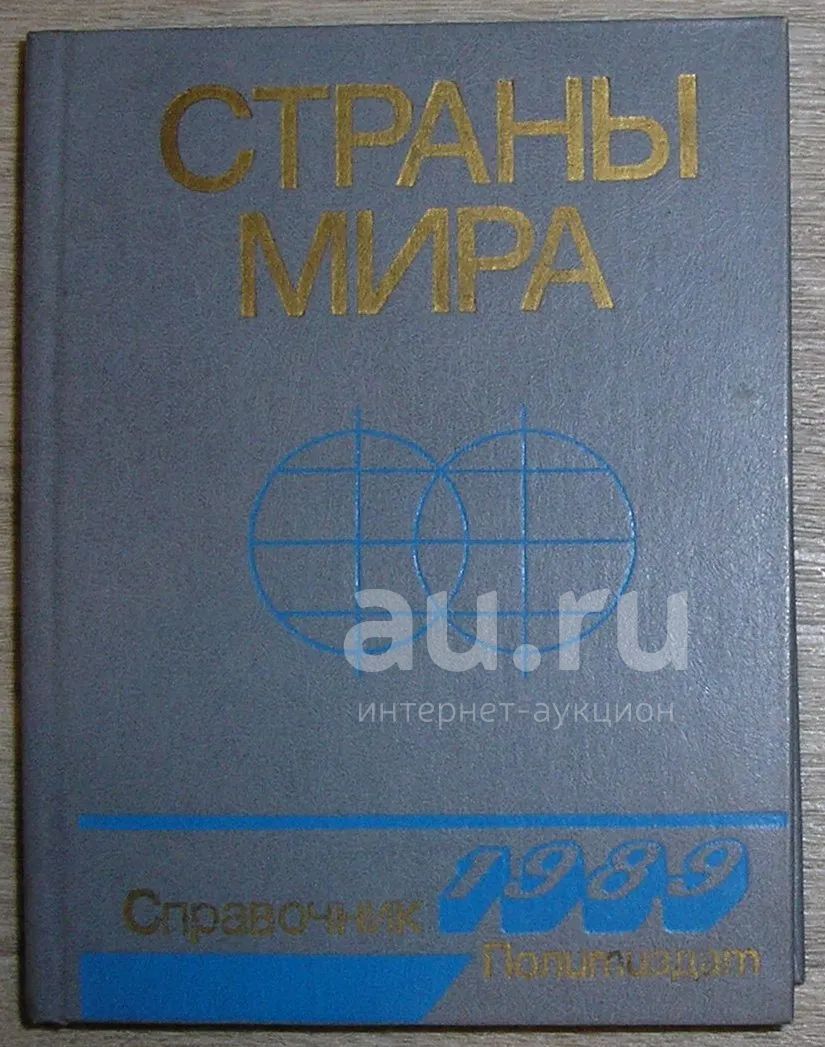 СТРАНЫ
МИРА
au.ru
интернет-аукцион
1989
Справочник
Политиздат